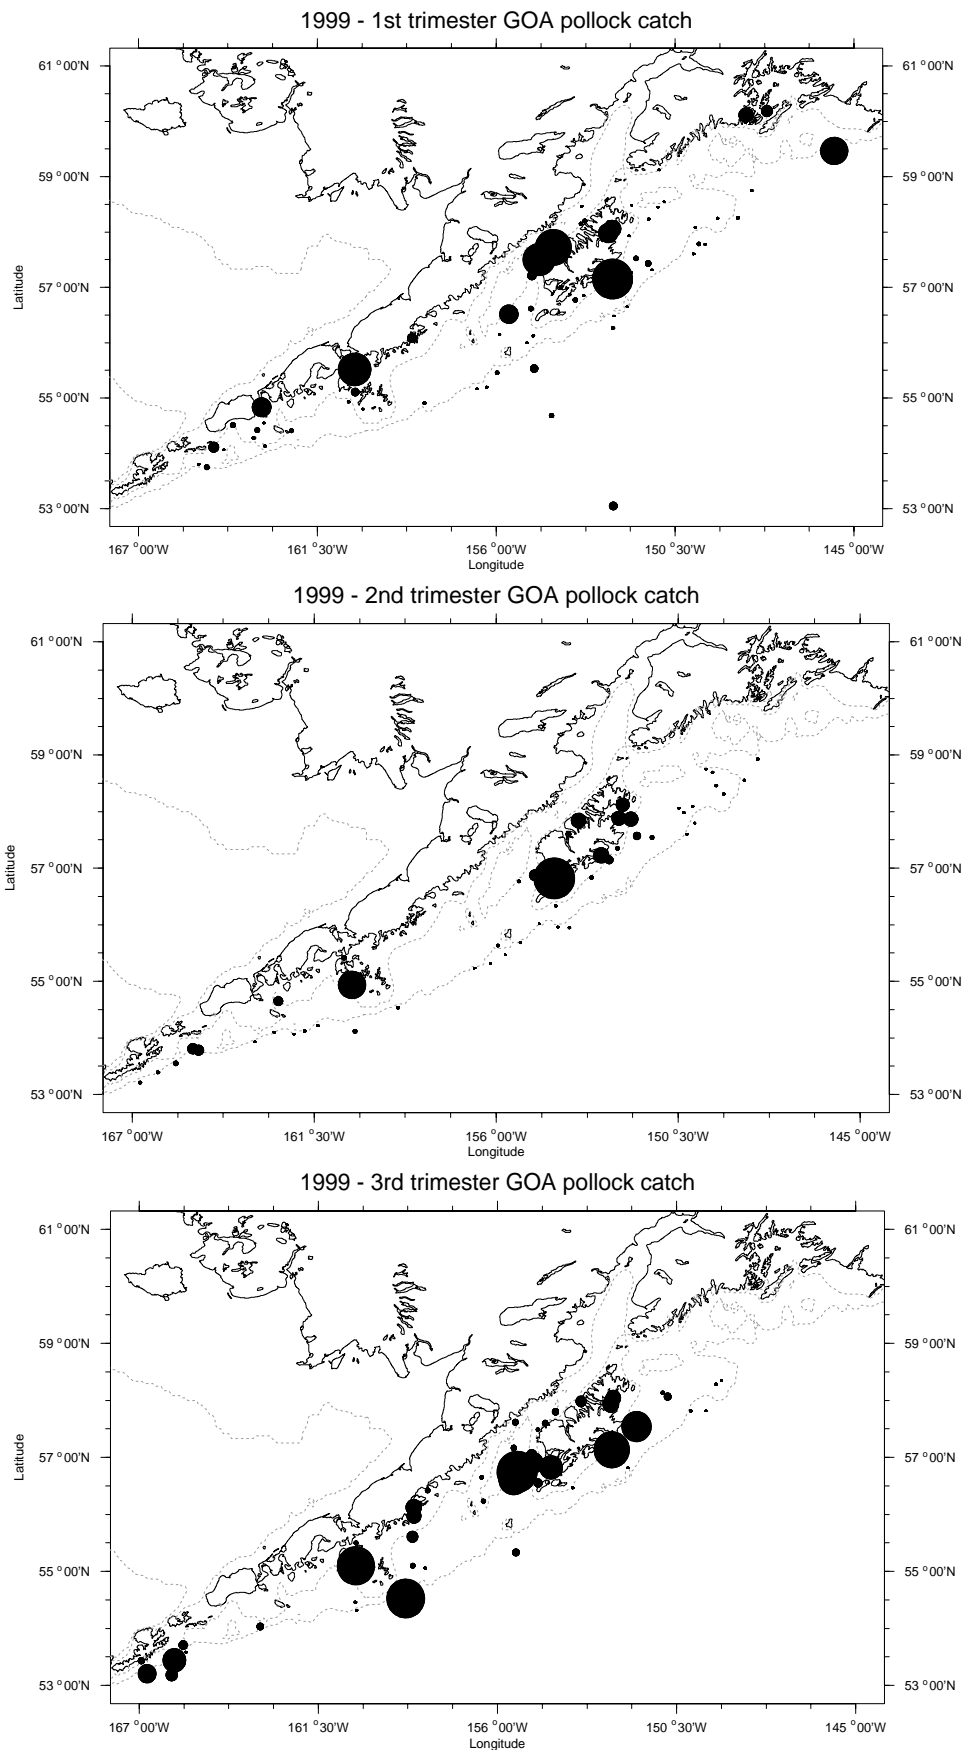 1999 - 1st trimester GOA pollock catch
61 °00'N 61 °00'N
59 °00'N 59 °00'N
57 °00'N 57 °00'N
55 °00'N 55 °00'N
53 °00'N 53 °00'N
Latitude
167 °00'W 161 °30'W 156 °00'W 150 °30'W 145 °00'W
Longitude
1999 - 2nd trimester GOA pollock catch
61 °00'N 61 °00'N
59 °00'N 59 °00'N
57 °00'N 57 °00'N
55 °00'N 55 °00'N
53 °00'N 53 °00'N
Latitude
167 °00'W 161 °30'W 156 °00'W 150 °30'W 145 °00'W
Longitude
1999 - 3rd trimester GOA pollock catch
61 °00'N 61 °00'N
59 °00'N 59 °00'N
57 °00'N 57 °00'N
55 °00'N 55 °00'N
53 °00'N 53 °00'N
Latitude
167 °00'W 161 °30'W 156 °00'W 150 °30'W 145 °00'W
Longitude